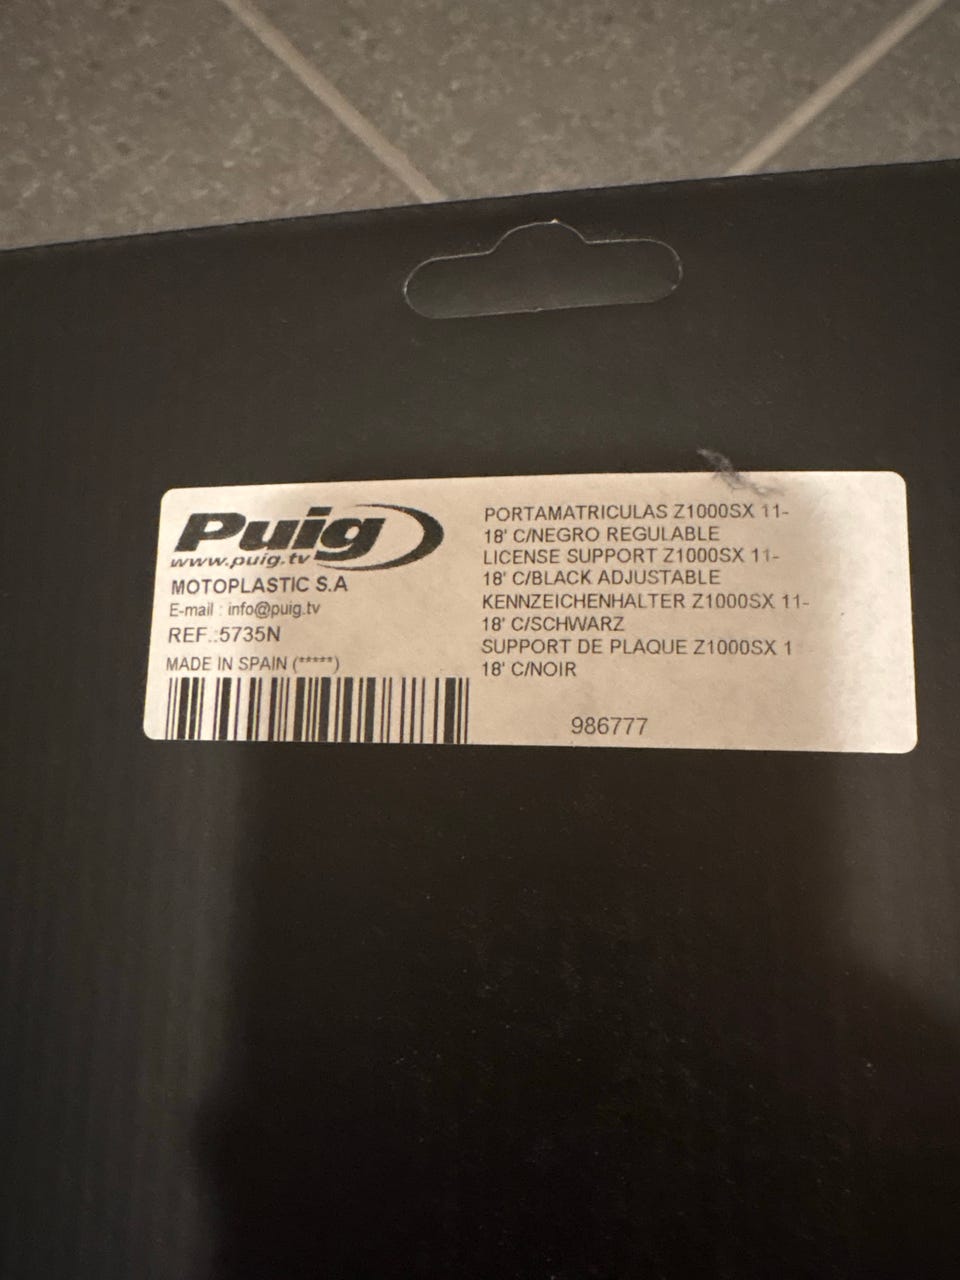 Puig
www.puig.tv
MOTOPLASTIC S.A
E-mail : info@puig.tv
REF.:5735N
MADE IN SPAIN (*****)
PORTAMATRICULAS Z1000SX 11-
18' C/NEGRO REGULABLE
LICENSE SUPPORT Z1000SX 11-
18' C/BLACK ADJUSTABLE
KENNZEICHENHALTER Z1000SX 11-
18' C/SCHWARZ
SUPPORT DE PLAQUE Z1000SX 1
18' C/NOIR
986777